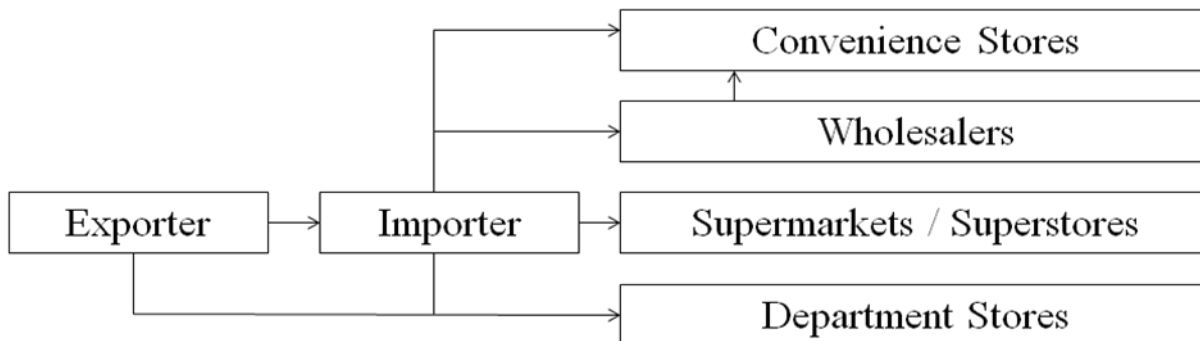 Convenience Stores
Wholesalers
Exporter
Importer
Supermarkets / Superstores
Department Stores